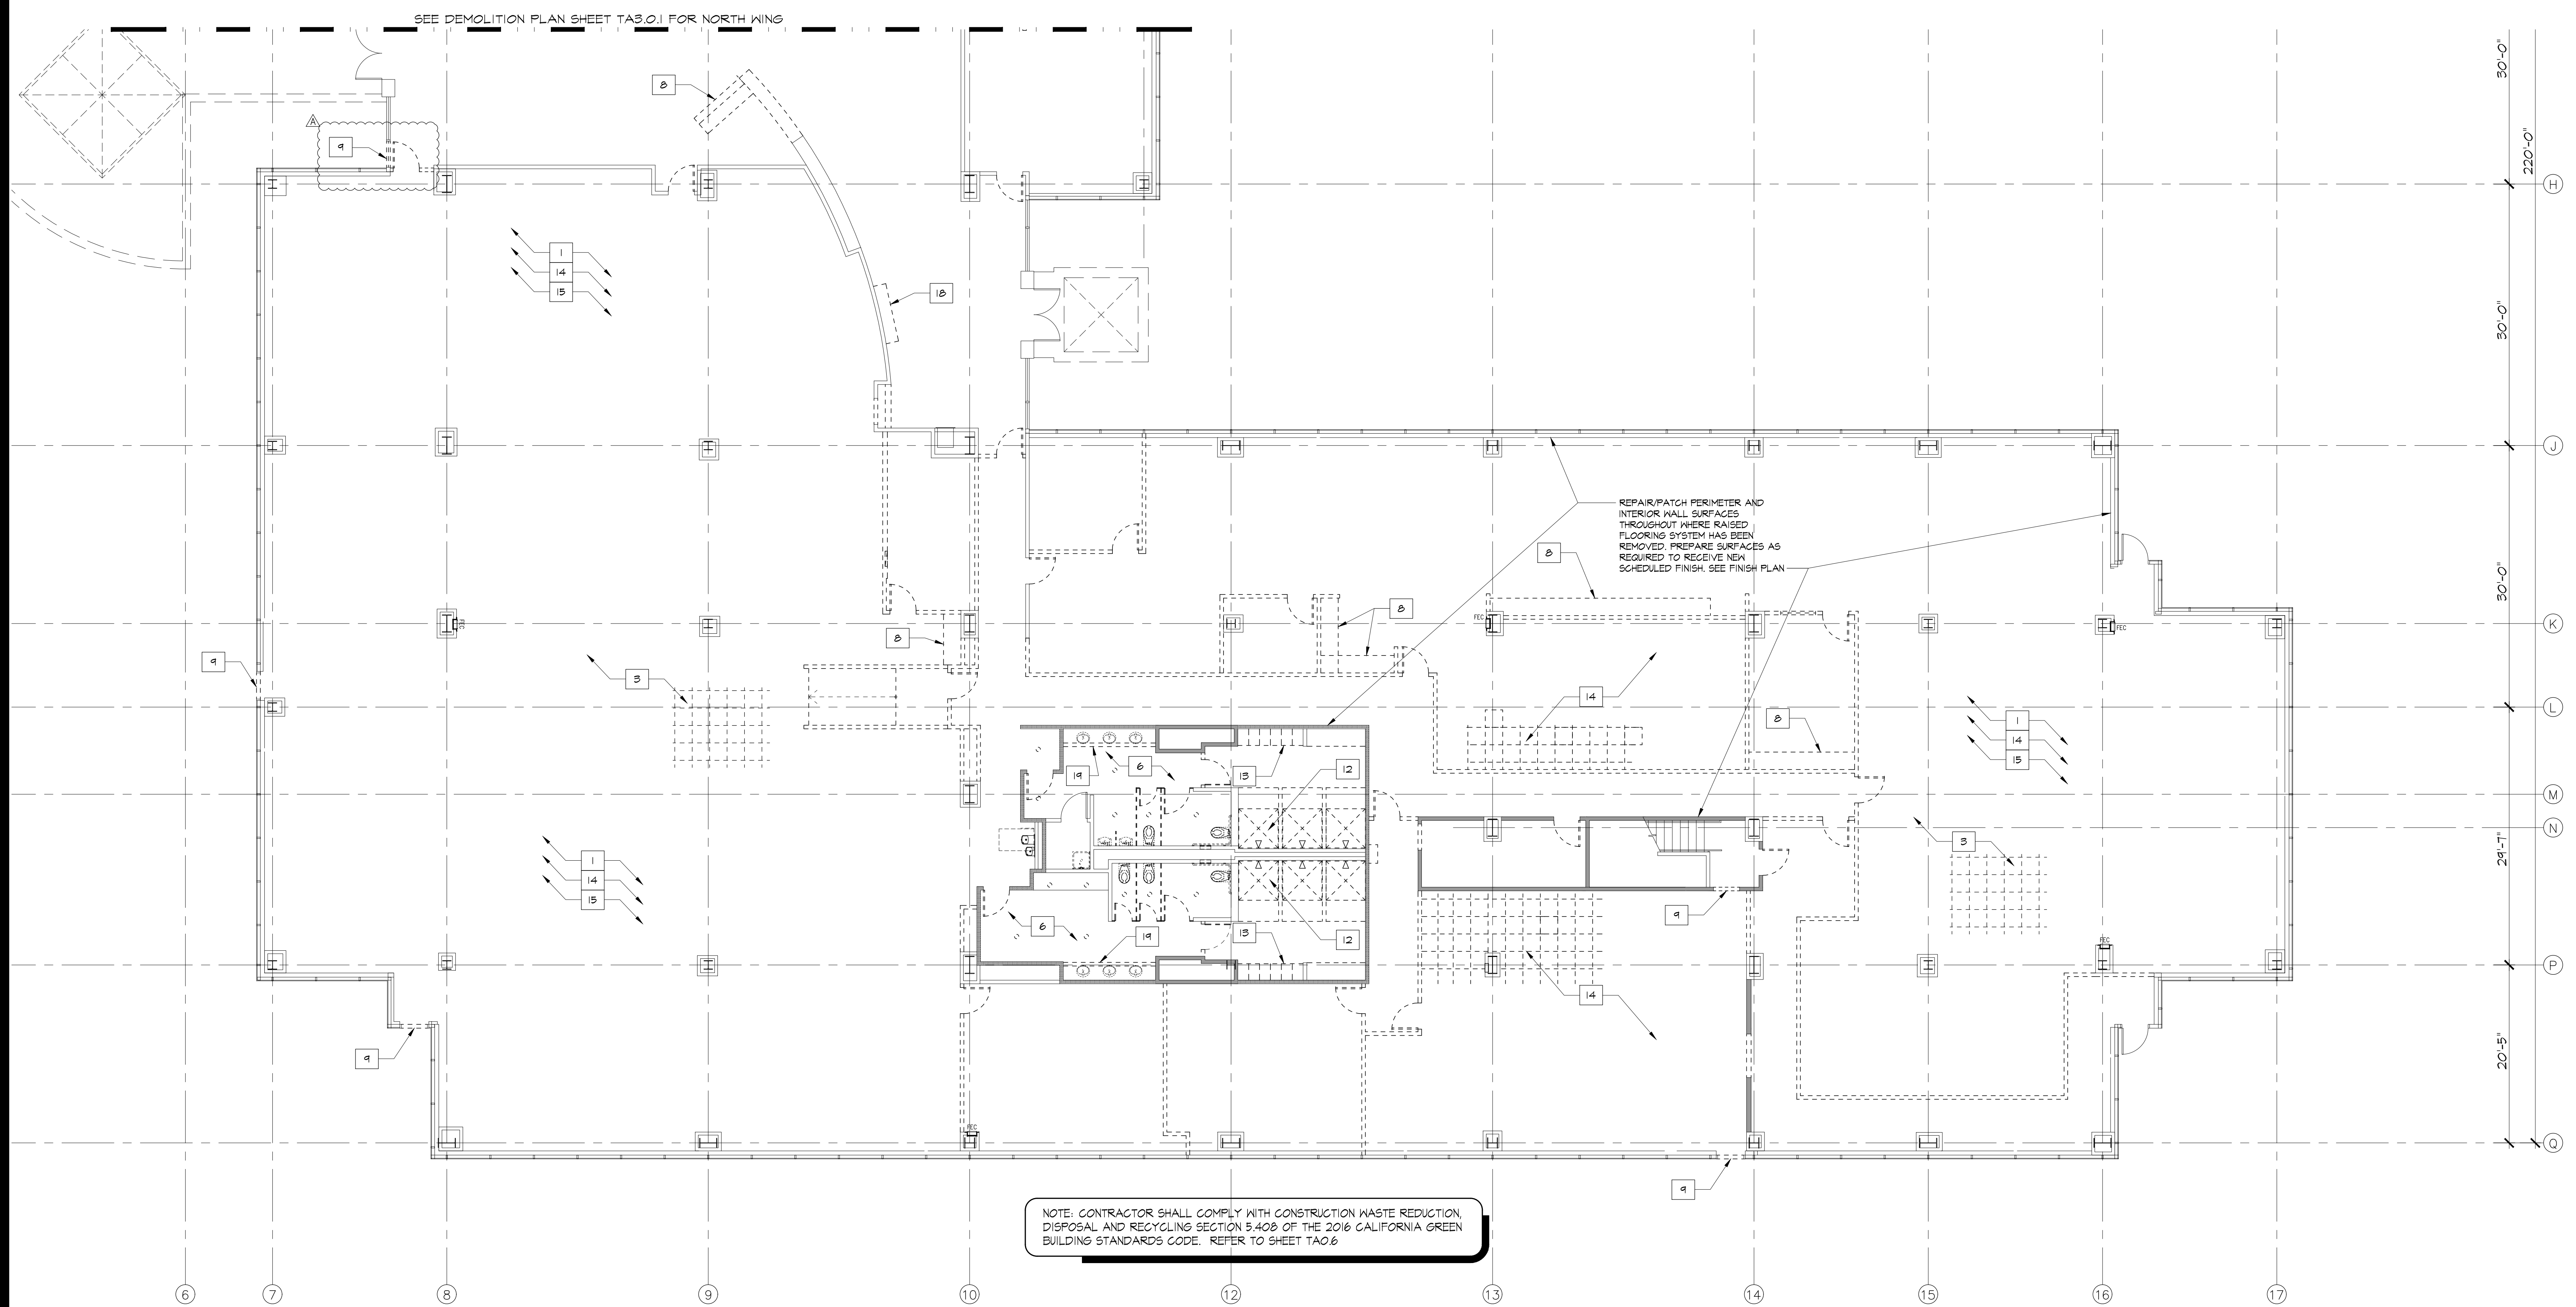 SEE DEMOLITION PLAN SHEET TA3.0.1 FOR NORTH WING
30'-0"
220'-0"
A
8
9
H
1
14
15
18
30'-0"
J
REPAIR/PATCH PERIMETER AND
INTERIOR WALL SURFACES
THROUGHOUT WHERE RAISED
FLOORING SYSTEM HAS BEEN
REMOVED. PREPARE SURFACES AS
REQUIRED TO RECEIVE NEW
SCHEDULED FINISH. SEE FINISH PLAN
8
30'-0"
8
FEC
FEC
FEC
K
8
9
3
14
L
8
1
14
15
19
6
13
12
M
N
3
29'-7"
1
14
15
9
6
19
13
12
FEC
P
14
9
20'-5"
FEC
Q
9
NOTE: CONTRACTOR SHALL COMPLY WITH CONSTRUCTION WASTE REDUCTION,
DISPOSAL AND RECYCLING SECTION 5.408 OF THE 2016 CALIFORNIA GREEN
BUILDING STANDARDS CODE. REFER TO SHEET TA0.6
6
7
8
9
10
12
13
14
15
16
17